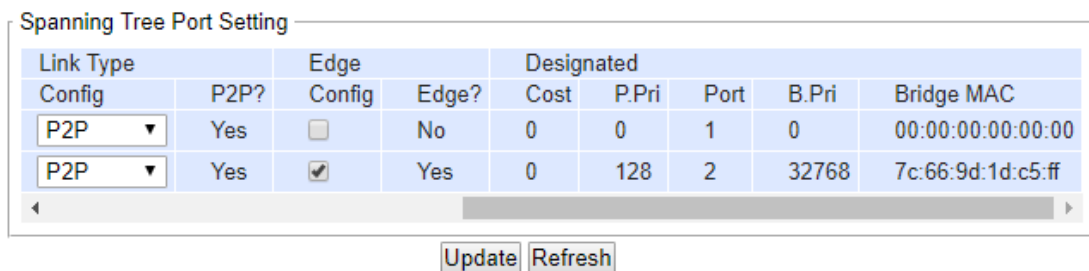 Spanning Tree Port Setting
Link Type Edge Designated
Config P2P? Config Edge? Cost P.Pri Port B.Pri Bridge MAC
P2P Yes No 0 0 1 0 00:00:00:00:00:00
P2P Yes Yes 0 128 2 32768 7c:66:9d:1d:c5:ff
Update Refresh